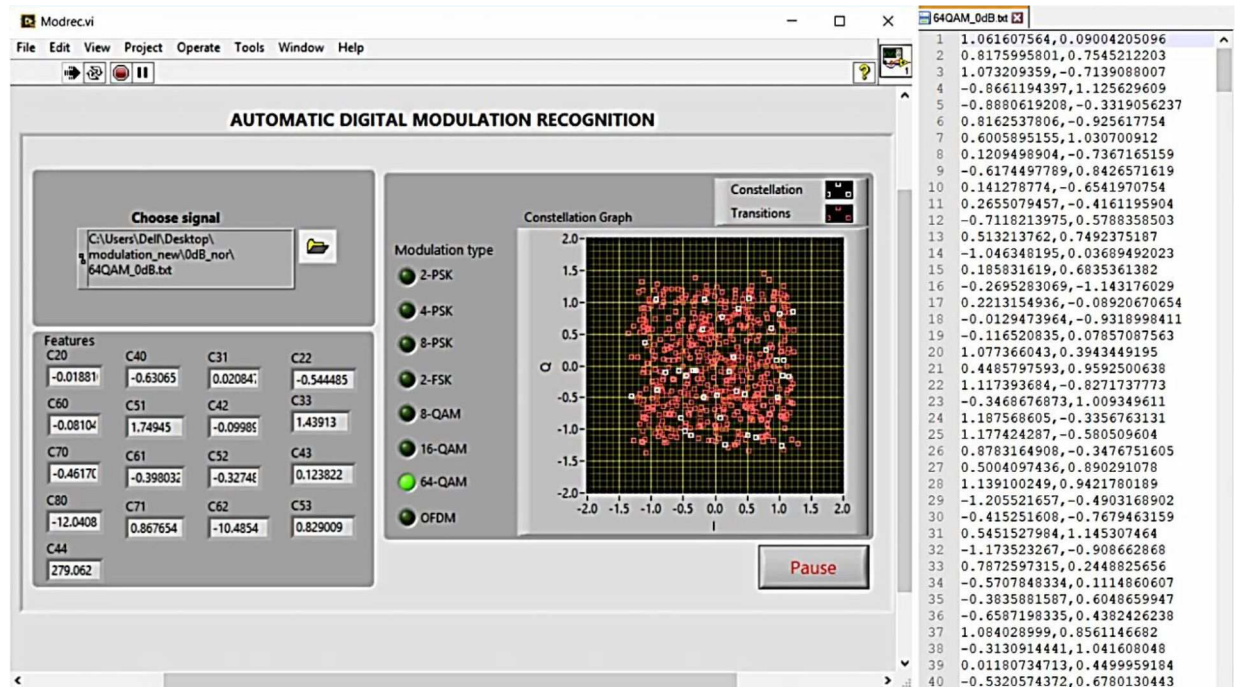 Modrec.vi
File Edit View Project Operate Tools Window Help
AUTOMATIC DIGITAL MODULATION RECOGNITION
Choose signal
C:\Users\Dell\Desktop\
modulation_new\0dB_nor\
64QAM_0dB.txt
Features
C20 C40 C31 C22
-0.01881 -0.63065 0.020847 -0.544485
C60 C51 C42 C33
-0.08104 1.74945 -0.09989 1.43913
C70 C61 C52 C43
-0.46170 -0.398032 -0.32748 0.123822
C80 C71 C62 C53
-12.0408 0.867654 -10.4854 0.829009
C44
279.062
Modulation type
2-PSK
4-PSK
8-PSK
2-FSK
8-QAM
16-QAM
64-QAM
OFDM
Constellation
Transitions
Constellation Graph
2.0
1.5
1.0
0.5
0.0
-0.5
-1.0
-1.5
-2.0
Q
-2.0 -1.5 -1.0 -0.5 0.0 0.5 1.0 1.5 2.0
I
Pause
64QAM_0dB.txt
1 1.061607564,0.09004205096
2 0.8175995801,0.7545212203
3 1.073209359,-0.7139088007
4 -0.8661194397,1.125629609
5 -0.8880619208,-0.3319056237
6 0.8162537806,-0.925617754
7 0.6005895155,1.030700912
8 0.1209498904,-0.7367165159
9 -0.6174497789,0.8426571619
10 0.141278774,-0.6541970754
11 0.2655079457,-0.4161195904
12 -0.7118213975,0.5788358503
13 0.513213762,0.7492375187
14 -1.046348195,0.03689492023
15 0.185831619,0.6835361382
16 -0.2695283069,-1.143176029
17 0.2213154936,-0.08920670654
18 -0.0129473964,-0.9318998411
19 -0.116520835,0.07857087563
20 1.077366043,0.3943449195
21 0.4485797593,0.9592500638
22 1.117393684,-0.8271737773
23 -0.3468676873,1.009349611
24 1.187568605,-0.3356763131
25 1.177424287,-0.580509604
26 0.8783164908,-0.3476751605
27 0.5004097436,0.890291078
28 1.139100249,0.9421780189
29 -1.205521657,-0.4903168902
30 -0.415251608,-0.7679463159
31 0.5451527984,1.145307464
32 -1.173523267,-0.908662868
33 0.7872597315,0.2448825656
34 -0.5707848334,0.1114860607
35 -0.3835881587,0.6048659947
36 -0.6587198335,0.4382426238
37 1.084028999,0.8561146682
38 -0.3130914441,1.041608048
39 0.01180734713,0.4499959184
40 -0.5320574372,0.6780130443